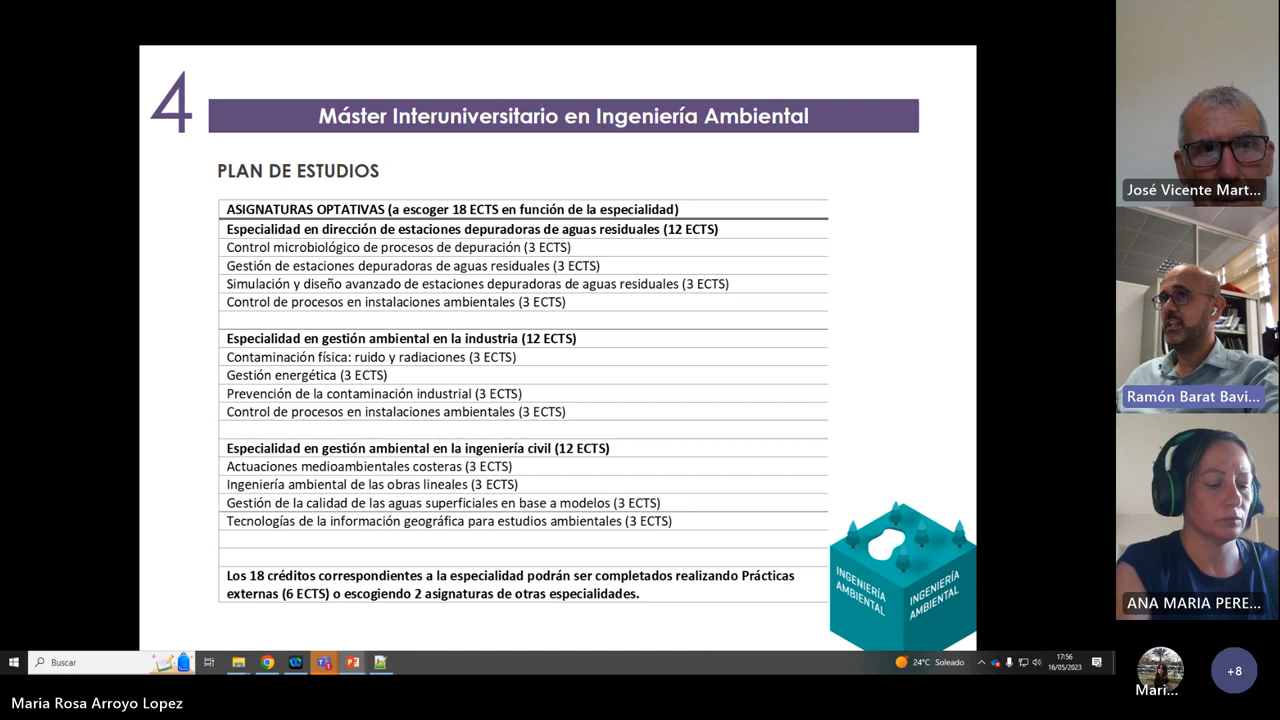 4
Máster Interuniversitario en Ingeniería Ambiental
PLAN DE ESTUDIOS
ASIGNATURAS OPTATIVAS (a escoger 18 ECTS en función de la especialidad)
Especialidad en dirección de estaciones depuradoras de aguas residuales (12 ECTS)
Control microbiológico de procesos de depuración (3 ECTS)
Gestión de estaciones depuradoras de aguas residuales (3 ECTS)
Simulación y diseño avanzado de estaciones depuradoras de aguas residuales (3 ECTS)
Control de procesos en instalaciones ambientales (3 ECTS)
Especialidad en gestión ambiental en la industria (12 ECTS)
Contaminación física: ruido y radiaciones (3 ECTS)
Gestión energética (3 ECTS)
Prevención de la contaminación industrial (3 ECTS)
Control de procesos en instalaciones ambientales (3 ECTS)
Especialidad en gestión ambiental en la ingeniería civil (12 ECTS)
Actuaciones medioambientales costeras (3 ECTS)
Ingeniería ambiental de las obras lineales (3 ECTS)
Gestión de la calidad de las aguas superficiales en base a modelos (3 ECTS)
Tecnologías de la información geográfica para estudios ambientales (3 ECTS)
Los 18 créditos correspondientes a la especialidad podrán ser completados realizando Prácticas
externas (6 ECTS) o escogiendo 2 asignaturas de otras especialidades.
INGENIERÍA
AMBIENTAL
INGENIERÍA
AMBIENTAL
José Vicente Mart...
Ramón Barat Bavi...
ANA MARIA PERE...
Mari...
+8
Buscar
24°C Soleado
17:56
16/05/2023
Maria Rosa Arroyo Lopez